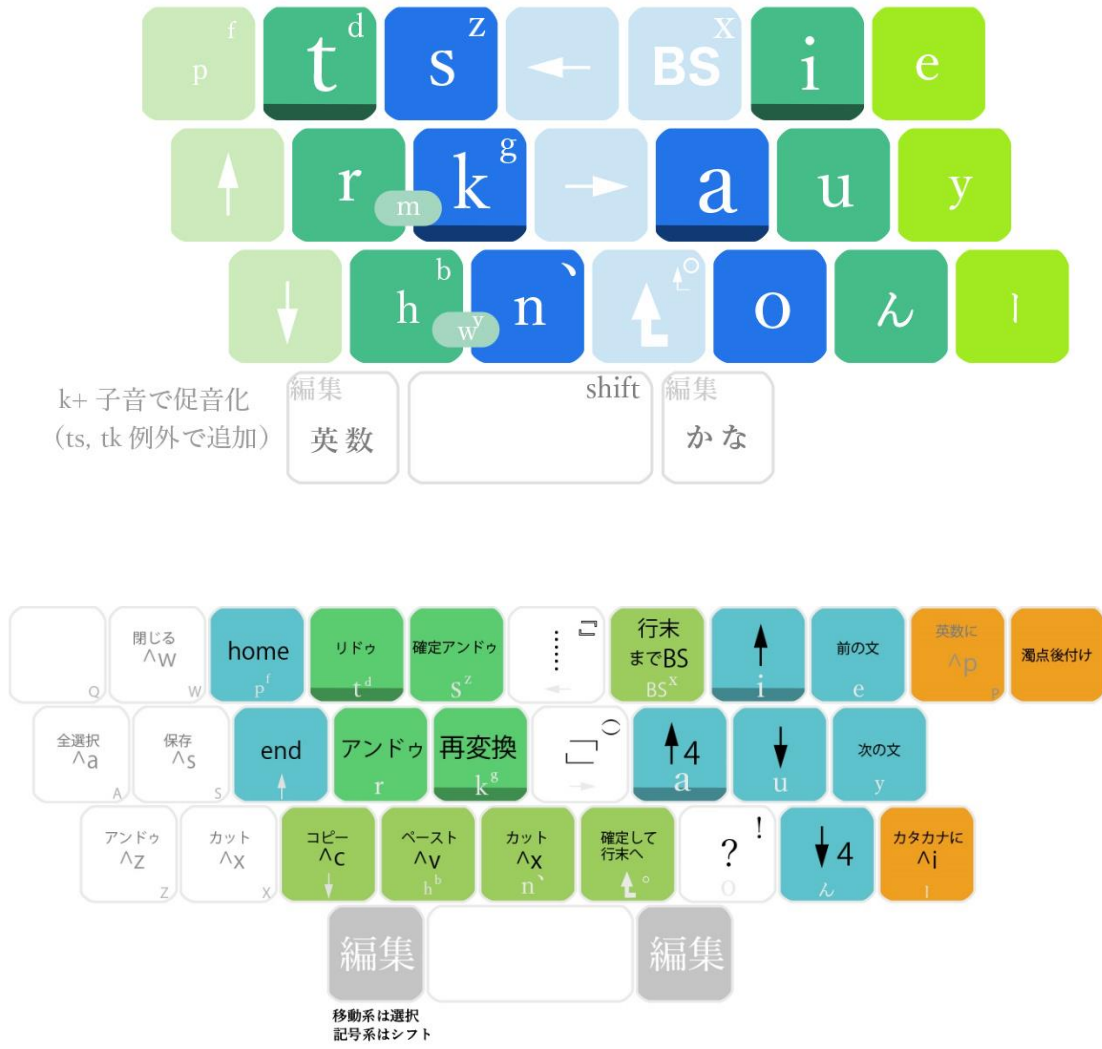 p f
t d
s z
←
BS X
i
e
↑
r
m
k g
→
a
u
y
↓
h b
w v
n 、
。
o
ん
ー
k+ 子音で促音化
（ts, tk 例外で追加）
編集
英数
shift
編集
かな
Q
閉じる
^w
W
home
p f
リドゥ
t d
確定アンドゥ
s z
……
『』
←
行末
までBS
BS X
↑
i
前の文
e
英数に
^p
P
濁点後付け
全選択
^a
A
保存
^s
S
end
↑
アンドゥ
r
再変換
k g
「」
（）
→
↑4
a
↓
u
次の文
y
アンドゥ
^z
Z
カット
^x
X
コピー
^c
↓
ペースト
^v
h b
カット
^x
n 、
確定して
行末へ
。
?
!
o
↓4
ん
カタカナに
^i
ー
編集
編集
移動系は選択
記号系はシフト